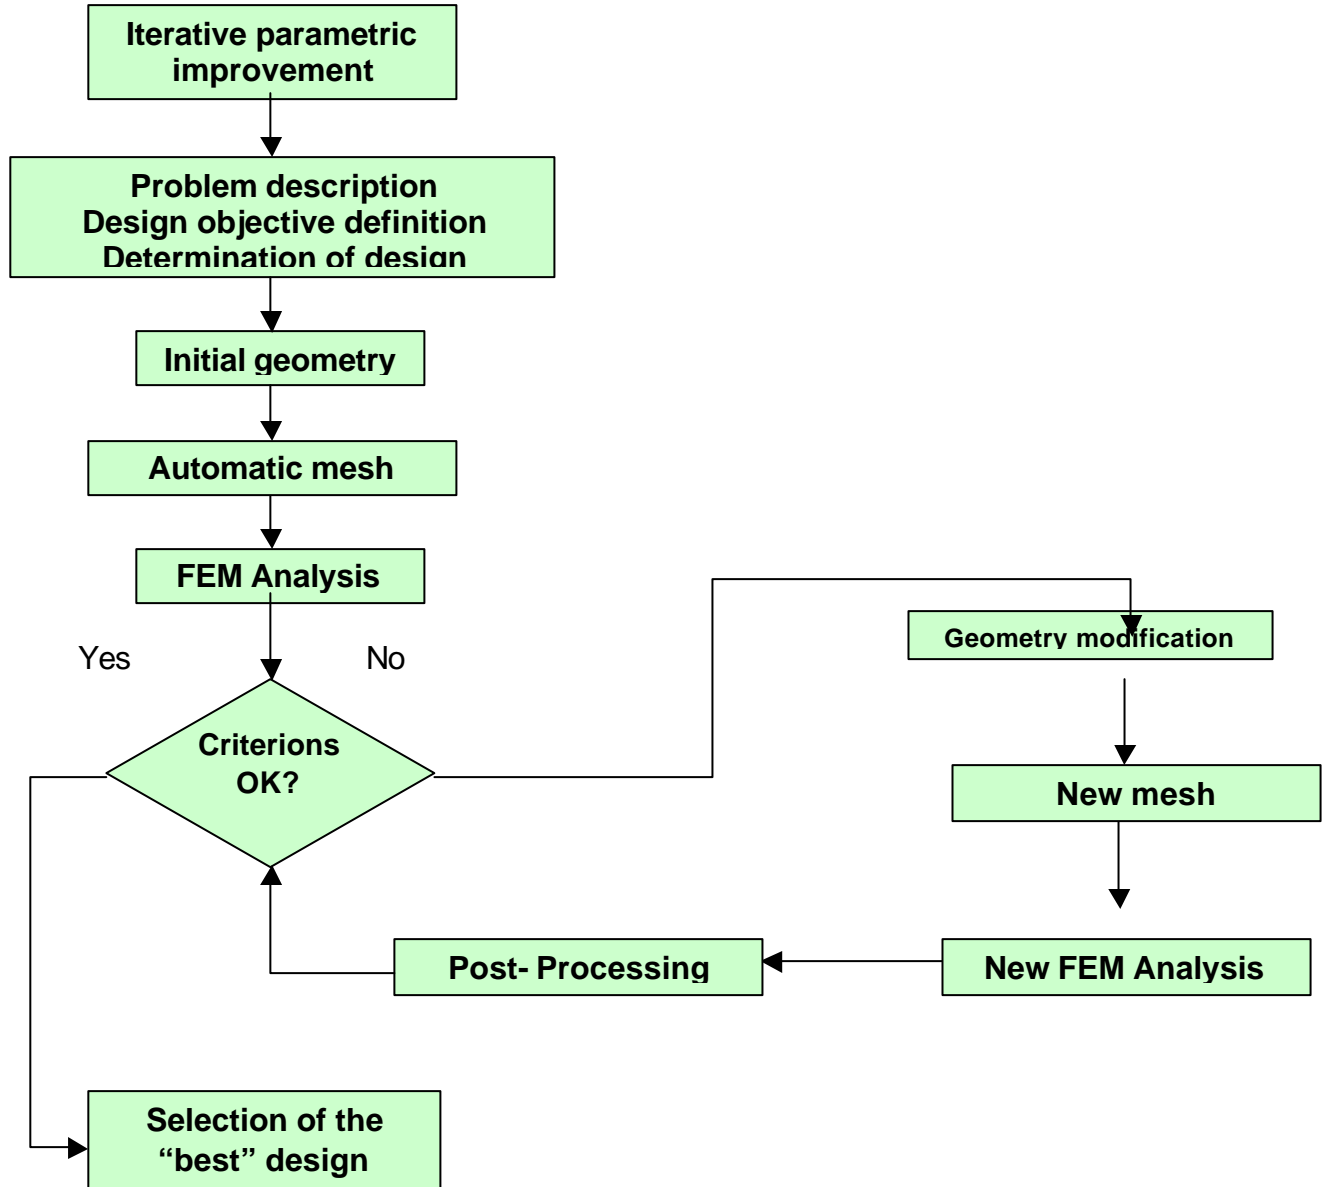 Iterative parametric
improvement
Problem description
Design objective definition
Determination of design
Initial geometry
Automatic mesh
FEM Analysis
Yes
No
Criterions
OK?
Geometry modification
New mesh
New FEM Analysis
Post- Processing
Selection of the
“best” design